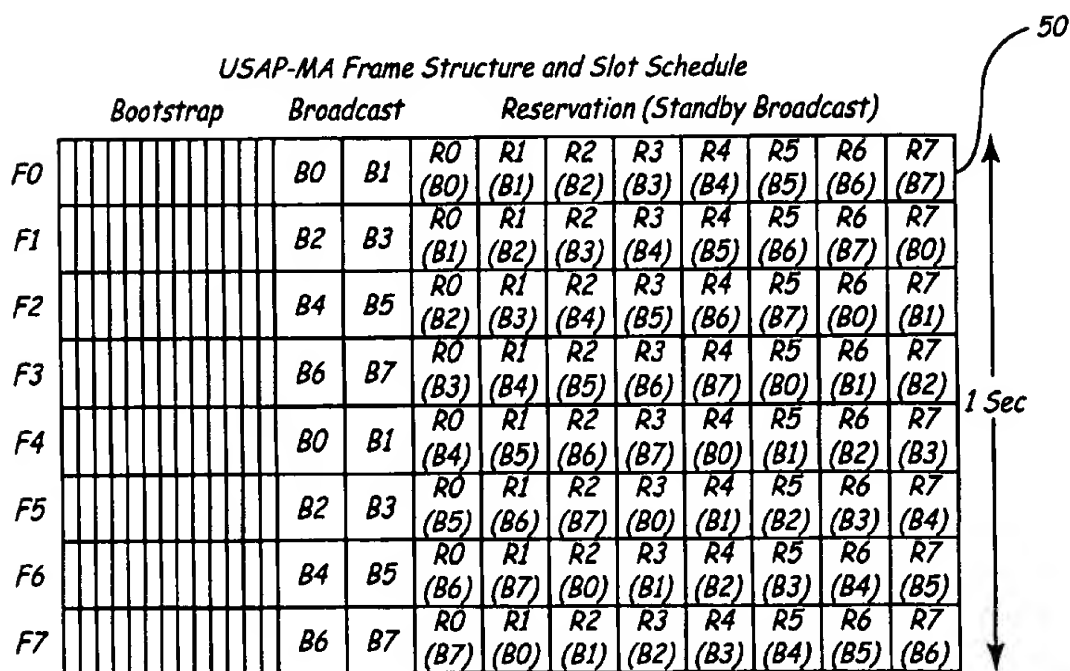 50
USAP-MA Frame Structure and Slot Schedule
Bootstrap Broadcast Reservation (Standby Broadcast)
F0 B0 B1 R0 R1 R2 R3 R4 R5 R6 R7
(B0) (B1) (B2) (B3) (B4) (B5) (B6) (B7)
F1 B2 B3 R0 R1 R2 R3 R4 R5 R6 R7
(B1) (B2) (B3) (B4) (B5) (B6) (B7) (B0)
F2 B4 B5 R0 R1 R2 R3 R4 R5 R6 R7
(B2) (B3) (B4) (B5) (B6) (B7) (B0) (B1)
F3 B6 B7 R0 R1 R2 R3 R4 R5 R6 R7
(B3) (B4) (B5) (B6) (B7) (B0) (B1) (B2)
1 Sec
F4 B0 B1 R0 R1 R2 R3 R4 R5 R6 R7
(B4) (B5) (B6) (B7) (B0) (B1) (B2) (B3)
F5 B2 B3 R0 R1 R2 R3 R4 R5 R6 R7
(B5) (B6) (B7) (B0) (B1) (B2) (B3) (B4)
F6 B4 B5 R0 R1 R2 R3 R4 R5 R6 R7
(B6) (B7) (B0) (B1) (B2) (B3) (B4) (B5)
F7 B6 B7 R0 R1 R2 R3 R4 R5 R6 R7
(B7) (B0) (B1) (B2) (B3) (B4) (B5) (B6)